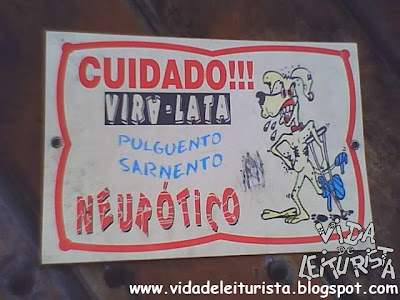 CUIDADO!!!
VIRA-LATA
PULGUENTO
SARNENTO
NEURÓTICO
VIDA
DE
LEITURISTA
www.vidadeleiturista.blogspot.com